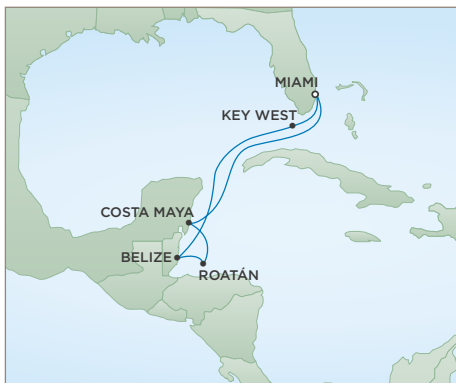 MIAMI
KEY WEST
COSTA MAYA
BELIZE
ROATÁN